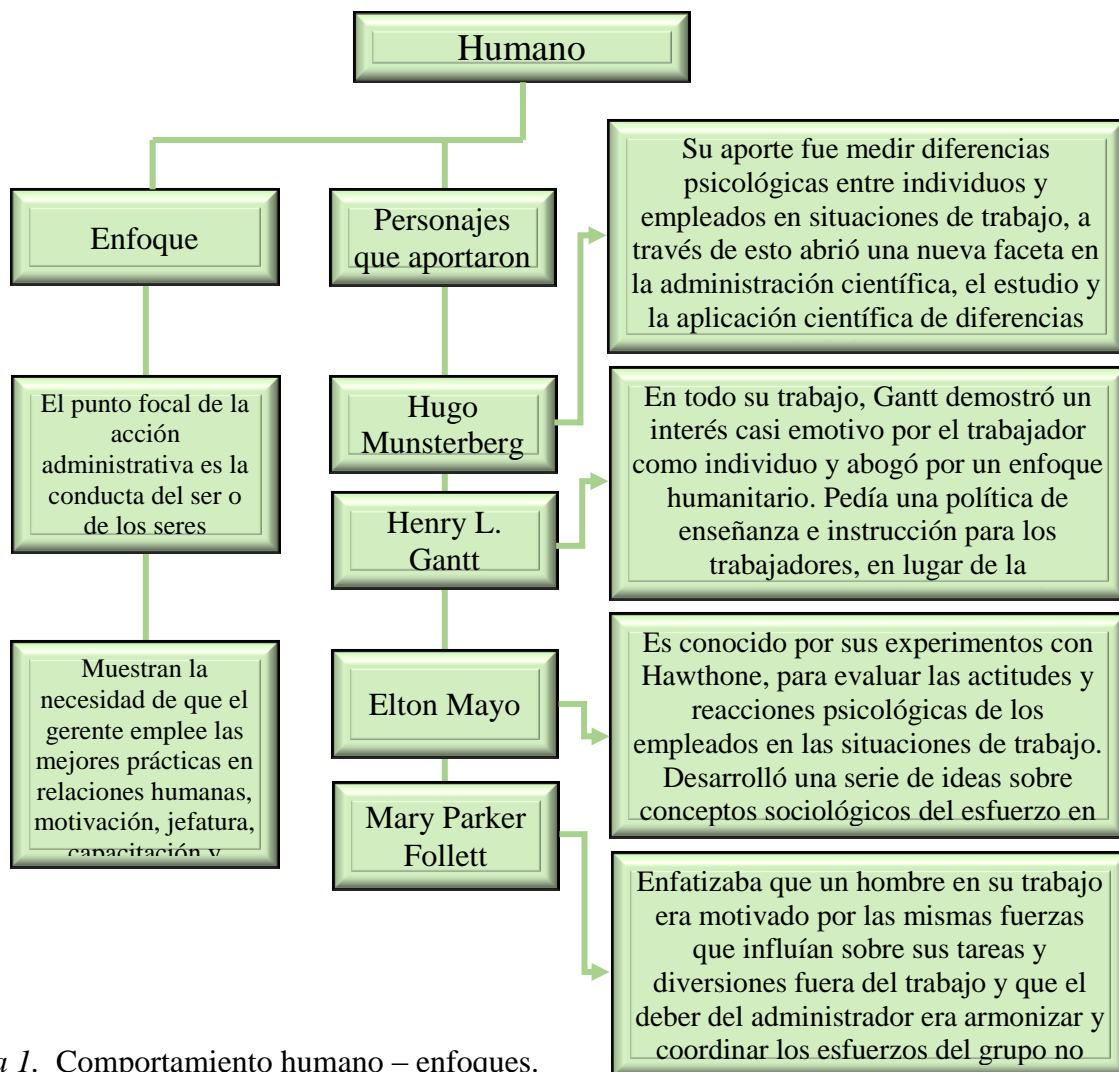 Humano
Enfoque
El punto focal de la
acción
administrativa es la
conducta del ser o
de los seres
Muestran la
necesidad de que el
gerente emplee las
mejores prácticas en
relaciones humanas,
motivación, jefatura,
capacitación y
Personajes
que aportaron
Hugo
Munsterberg
Su aporte fue medir diferencias
psicológicas entre individuos y
empleados en situaciones de trabajo, a
través de esto abrió una nueva faceta en
la administración científica, el estudio y
la aplicación científica de diferencias
Henry L.
Gantt
En todo su trabajo, Gantt demostró un
interés casi emotivo por el trabajador
como individuo y abogó por un enfoque
humanitario. Pedía una política de
enseñanza e instrucción para los
trabajadores, en lugar de la
Elton Mayo
Es conocido por sus experimentos con
Hawthone, para evaluar las actitudes y
reacciones psicológicas de los
empleados en las situaciones de trabajo.
Desarrolló una serie de ideas sobre
conceptos sociológicos del esfuerzo en
Mary Parker
Follett
Enfatizaba que un hombre en su trabajo
era motivado por las mismas fuerzas
que influían sobre sus tareas y
diversiones fuera del trabajo y que el
deber del administrador era armonizar y
coordinar los esfuerzos del grupo no
a 1. Comportamiento humano – enfoques.